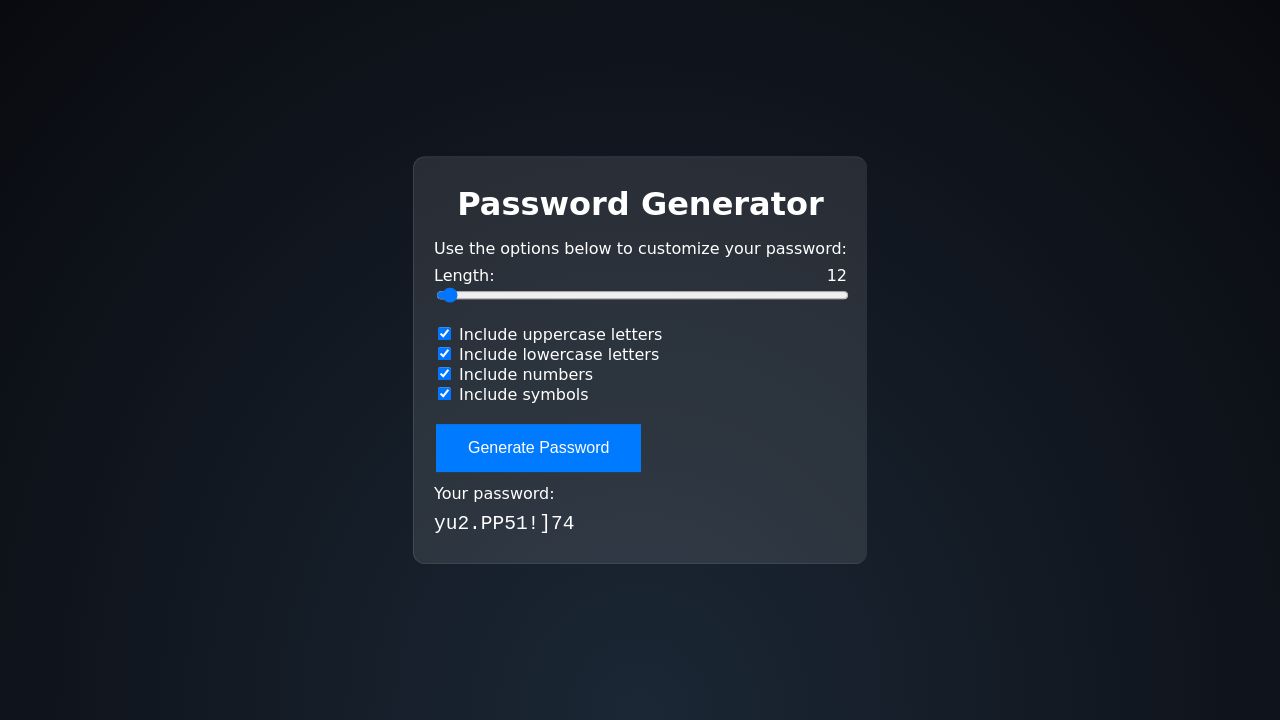 Password Generator
Use the options below to customize your password:
Length: 12
Include uppercase letters
Include lowercase letters
Include numbers
Include symbols
Generate Password
Your password:
yu2.PP51!]74